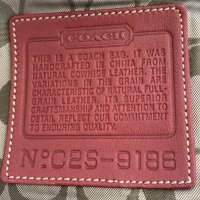 COACH
THIS IS A COACH BAG. IT WAS
HANDCRAFTED IN CHINA FROM
NATURAL COWHIDE LEATHER. THE
VARIATIONS IN THE GRAIN ARE
CHARACTERISTIC OF NATURAL FULL-
GRAIN LEATHER. ITS SUPERIOR
CRAFTSMANSHIP AND ATTENTION TO
DETAIL REFLECT OUR COMMITMENT
TO ENDURING QUALITY.
Nº C2S-9186